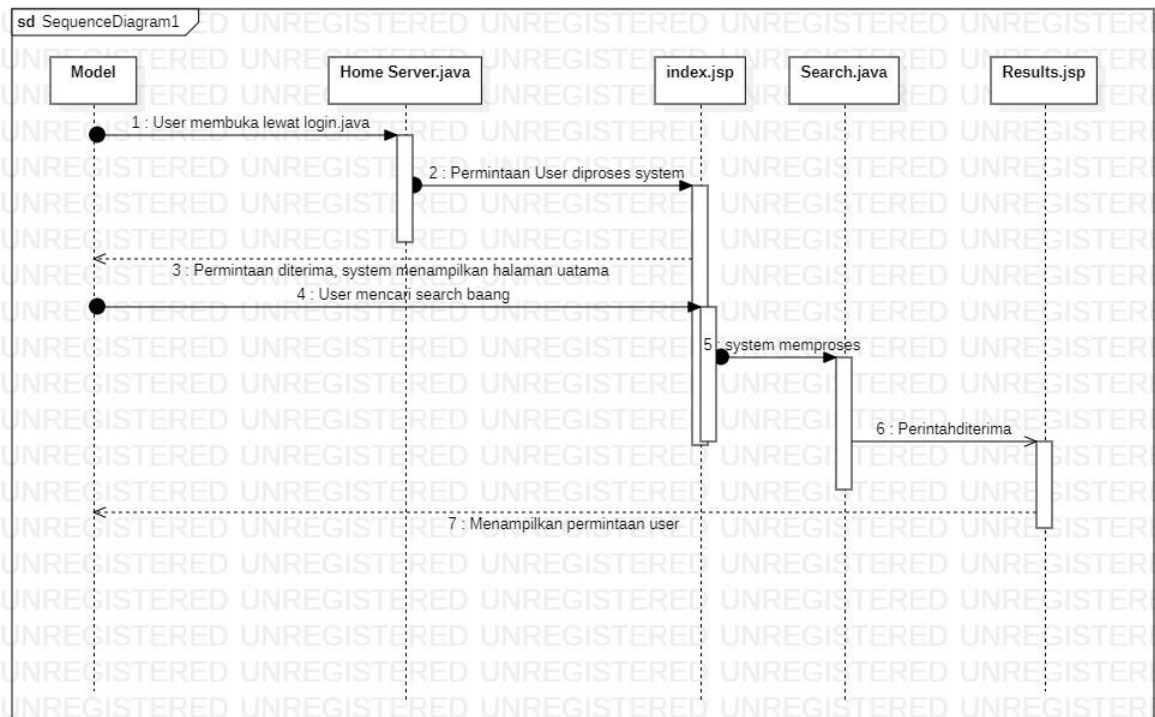 sd SequenceDiagram1
Model
Home Server.java
index.jsp
Search.java
Results.jsp
1 : User membuka lewat login.java
2 : Permintaan User diproses system
3 : Permintaan diterima, system menampilkan halaman uatama
4 : User mencari search baang
5 : system memproses
6 : Perintahditerima
7 : Menampilkan permintaan user
UNREGISTERED